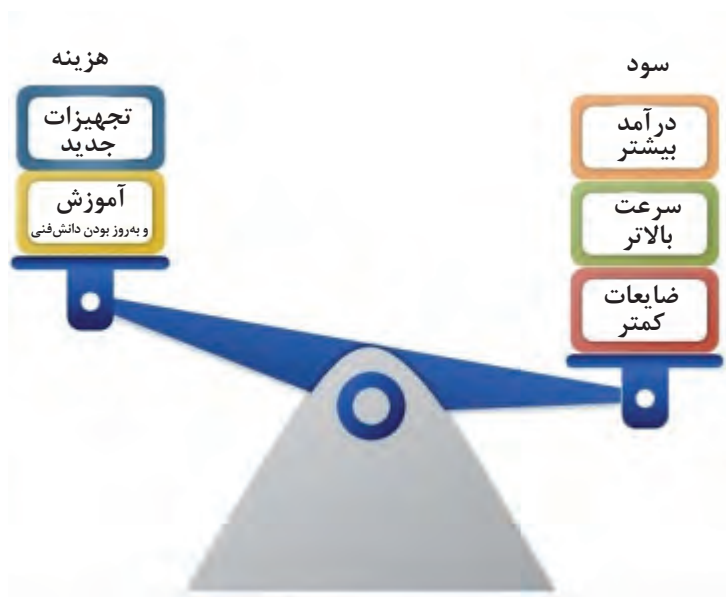 سود
درآمد
بیشتر
سرعت
بالاتر
ضایعات
کمتر
هزینه
تجهیزات
جدید
آموزش
و به‌روز بودن دانش‌فنی